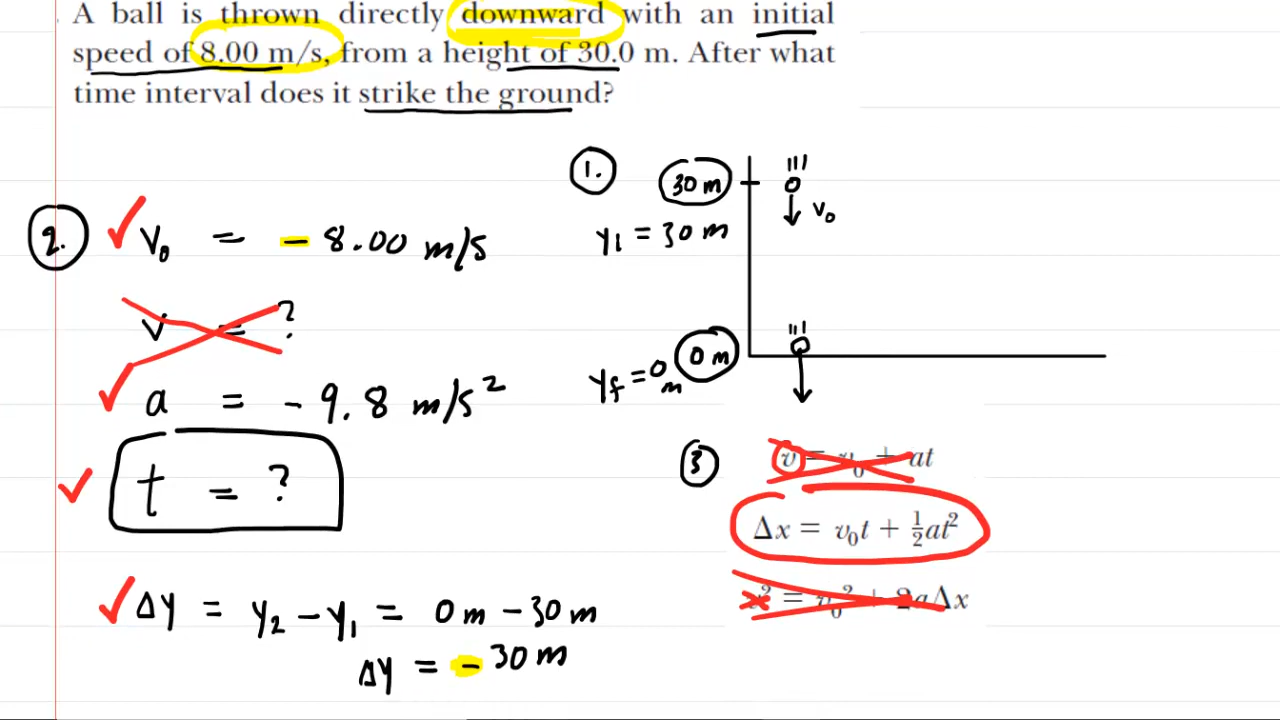 A ball is thrown directly downward with an initial
speed of 8.00 m/s, from a height of 30.0 m. After what
time interval does it strike the ground?
1.
30 m
v₀
y₁ = 30 m
2.
v₀ = - 8.00 m/s
v = ?
0 m
y_f = 0 m
a = - 9.8 m/s²
t = ?
3
v = v₀ + at
Δx = v₀t + ½at²
v² = v₀² + 2aΔx
Δy = y₂ - y₁ = 0 m - 30 m
Δy = - 30 m